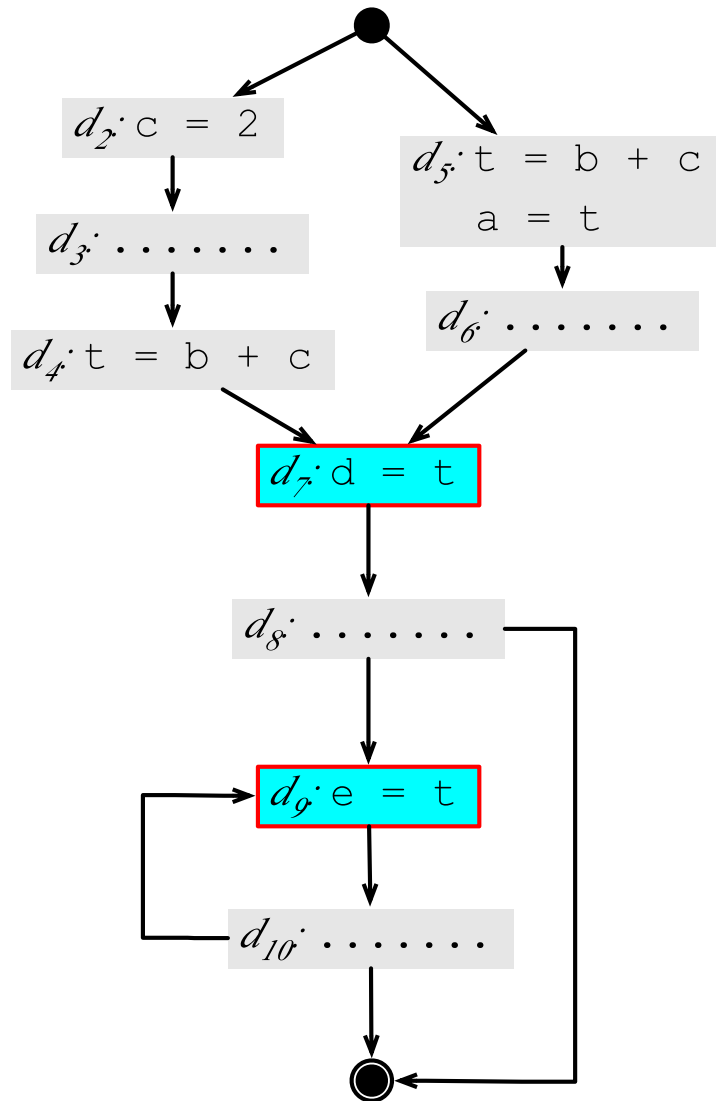 d2: c = 2
d3: .......
d4: t = b + c
d5: t = b + c
a = t
d6: .......
d7: d = t
d8: .......
d9: e = t
d10: .......